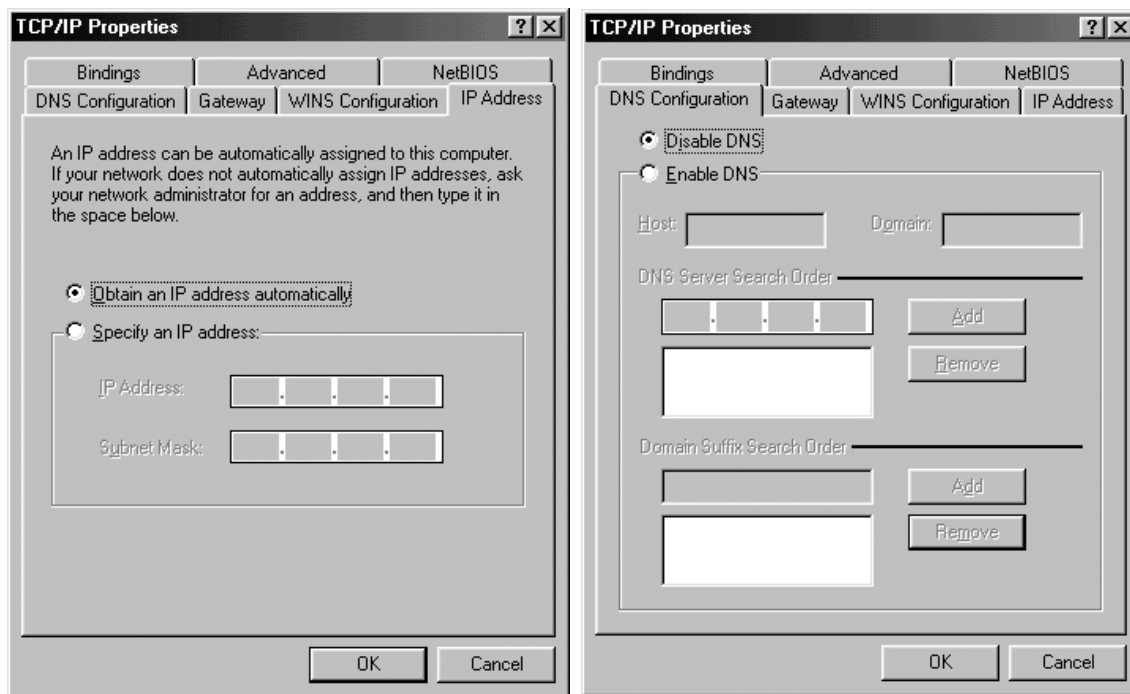 TCP/IP Properties
Bindings
Advanced
NetBIOS
DNS Configuration
Gateway
WINS Configuration
IP Address
An IP address can be automatically assigned to this computer.
If your network does not automatically assign IP addresses, ask
your network administrator for an address, and then type it in
the space below.
Obtain an IP address automatically
Specify an IP address:
IP Address:
Subnet Mask:
OK
Cancel
TCP/IP Properties
Bindings
Advanced
NetBIOS
DNS Configuration
Gateway
WINS Configuration
IP Address
Disable DNS
Enable DNS
Host:
Domain:
DNS Server Search Order
Add
Remove
Domain Suffix Search Order
Add
Remove
OK
Cancel